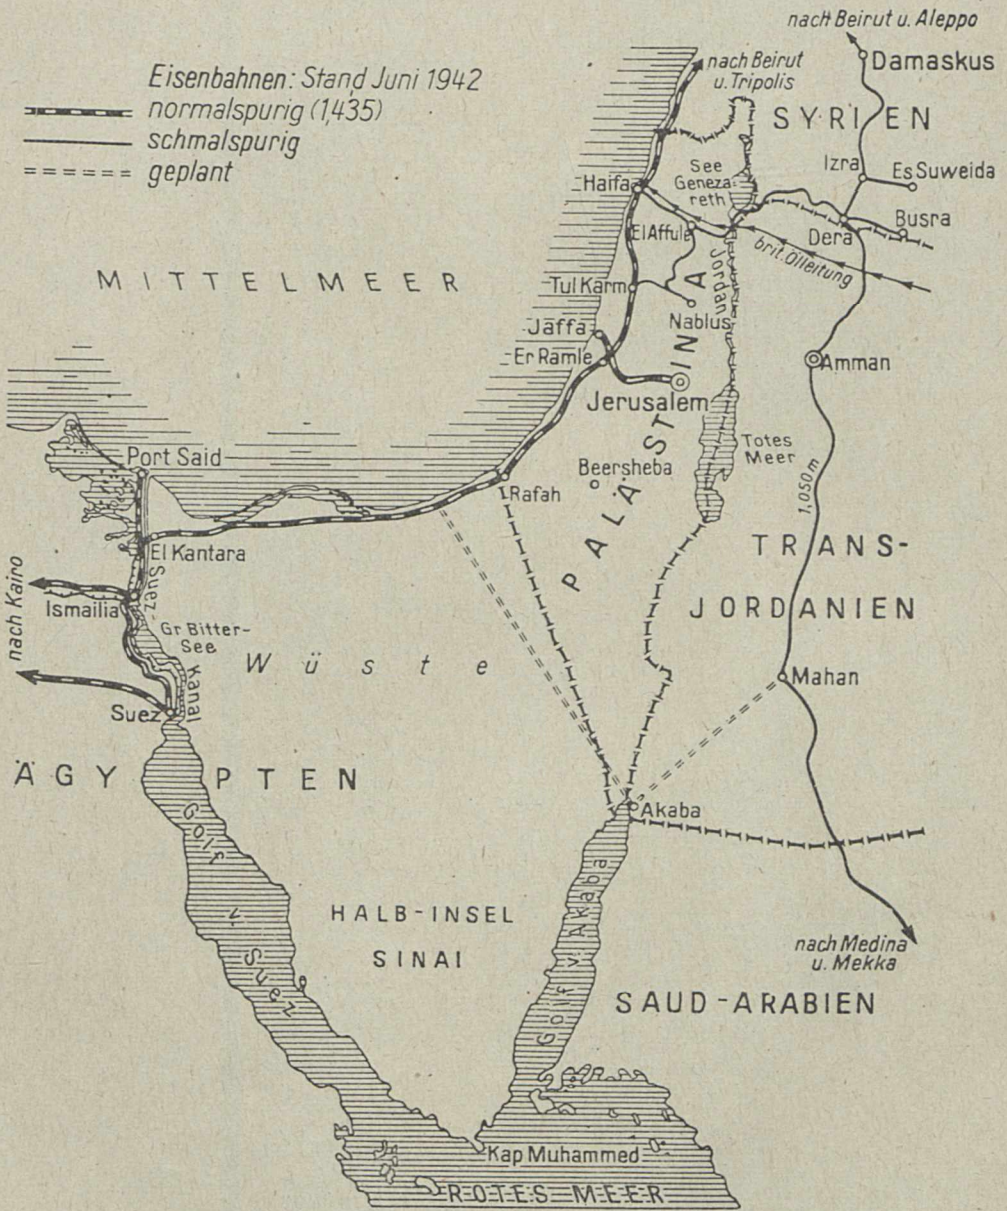 nach Beirut u. Aleppo
Damaskus
Eisenbahnen: Stand Juni 1942
normalspurig (1,435)
schmalspurig
geplant
nach Beirut
u. Tripolis
SYRIEN
Izra
Es Suweida
See
Geneza-
reth
Haifa
Busra
Dera
El Affule
brit. Ölleitung
Jordan
MITTELMEER
Tul Karm
Nablus
Jaffa
Er Ramle
Amman
Jerusalem
PALÄSTINA
Totes
Meer
Beersheba
Port Said
Rafah
1,050 m
El Kantara
TRANS-
JORDANIEN
nach Kairo
Ismailia
Suez-
Kanal
Gr Bitter-
See
Wüste
Mahan
Suez
ÄGYPTEN
Akaba
Golf v. Suez
Golf v. Akaba
HALB-INSEL
SINAI
nach Medina
u. Mekka
SAUD-ARABIEN
Kap Muhammed
ROTES MEER